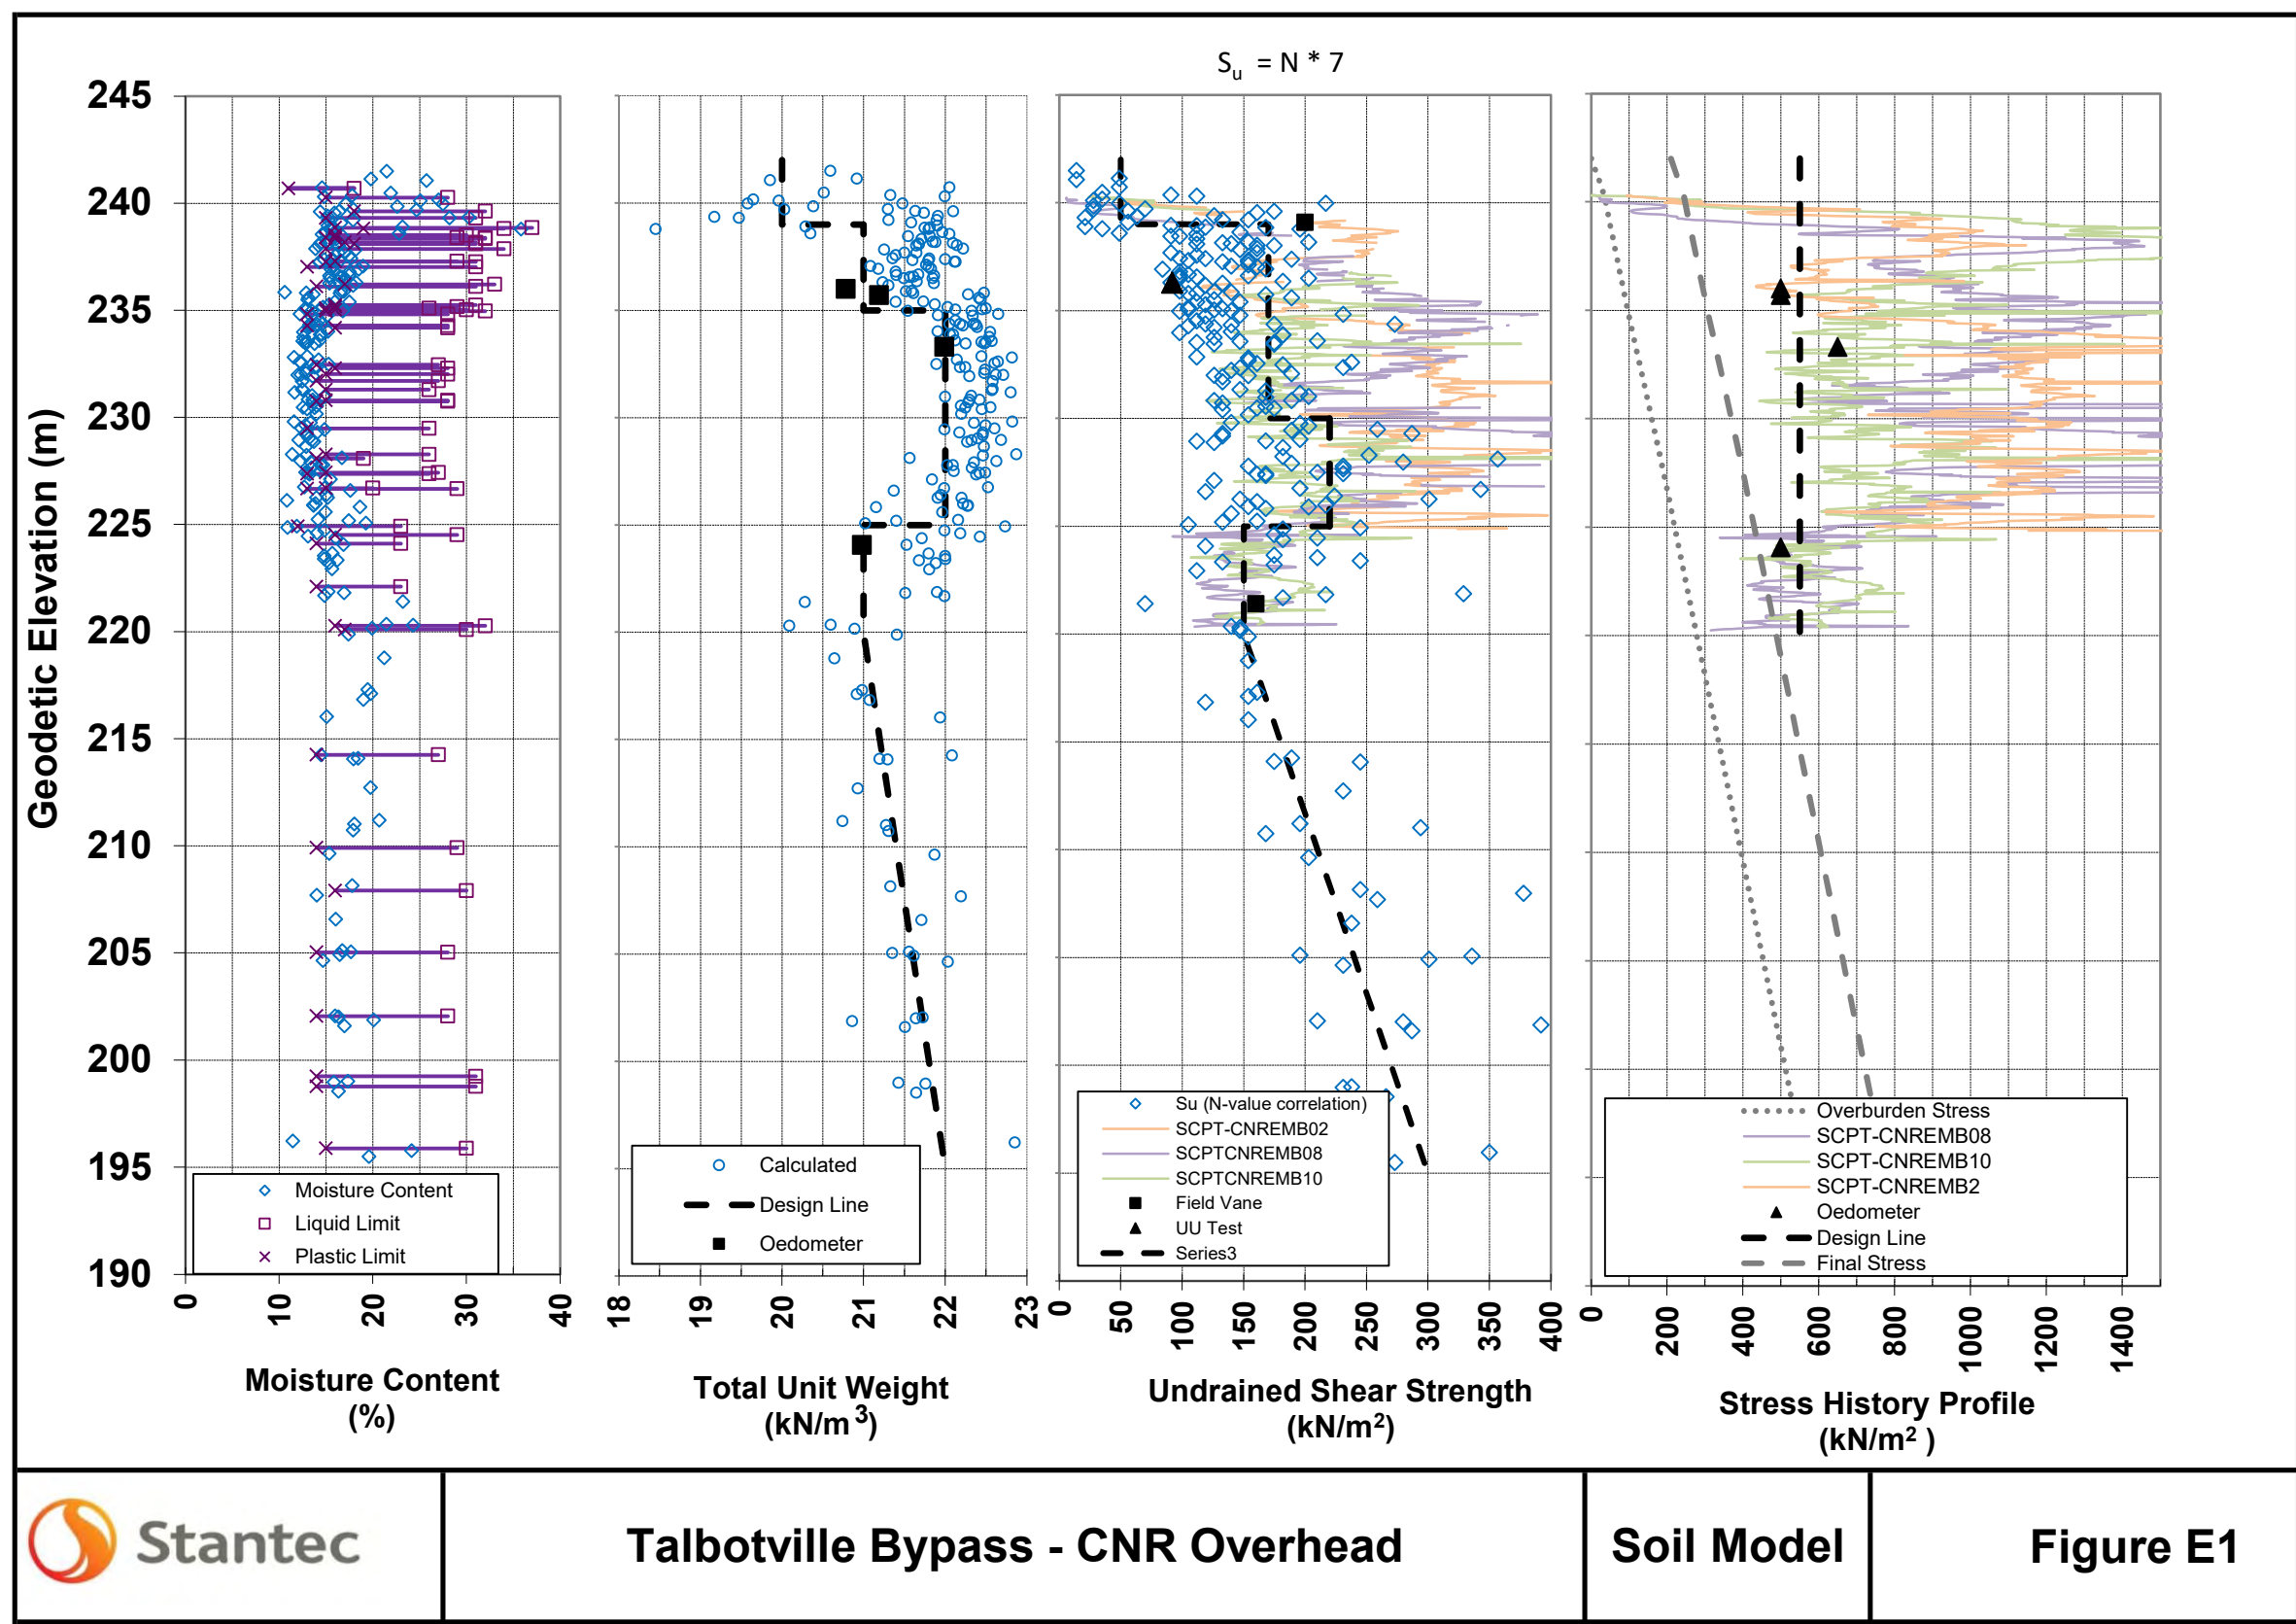 S_u = N * 7
Geodetic Elevation (m)
245
240
235
230
225
220
215
210
205
200
195
190
0
10
20
30
40
Moisture Content
(%)
Moisture Content
Liquid Limit
Plastic Limit
18
19
20
21
22
23
Total Unit Weight
(kN/m³)
Calculated
Design Line
Oedometer
0
50
100
150
200
250
300
350
400
Undrained Shear Strength
(kN/m²)
Su (N-value correlation)
SCPT-CNREMB02
SCPTCNREMB08
SCPTCNREMB10
Field Vane
UU Test
Series3
0
200
400
600
800
1000
1200
1400
Stress History Profile
(kN/m² )
Overburden Stress
SCPT-CNREMB08
SCPT-CNREMB10
SCPT-CNREMB2
Oedometer
Design Line
Final Stress
Stantec
Talbotville Bypass - CNR Overhead
Soil Model
Figure E1